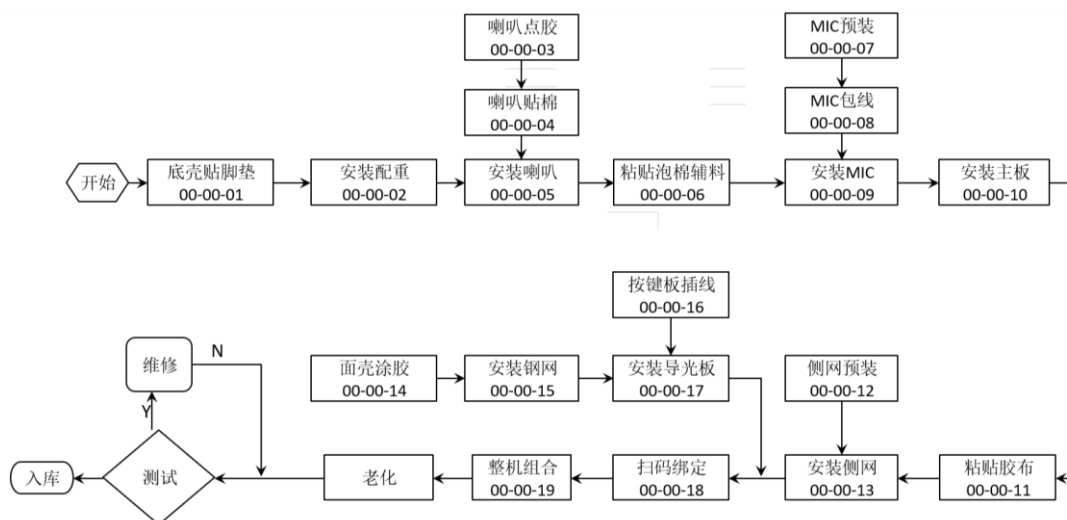 喇叭点胶
00-00-03
MIC预装
00-00-07
喇叭贴棉
00-00-04
MIC包线
00-00-08
开始
底壳贴脚垫
00-00-01
安装配重
00-00-02
安装喇叭
00-00-05
粘贴泡棉辅料
00-00-06
安装MIC
00-00-09
安装主板
00-00-10
按键板插线
00-00-16
维修
N
面壳涂胶
00-00-14
安装钢网
00-00-15
安装导光板
00-00-17
侧网预装
00-00-12
Y
入库
测试
老化
整机组合
00-00-19
扫码绑定
00-00-18
安装侧网
00-00-13
粘贴胶布
00-00-11